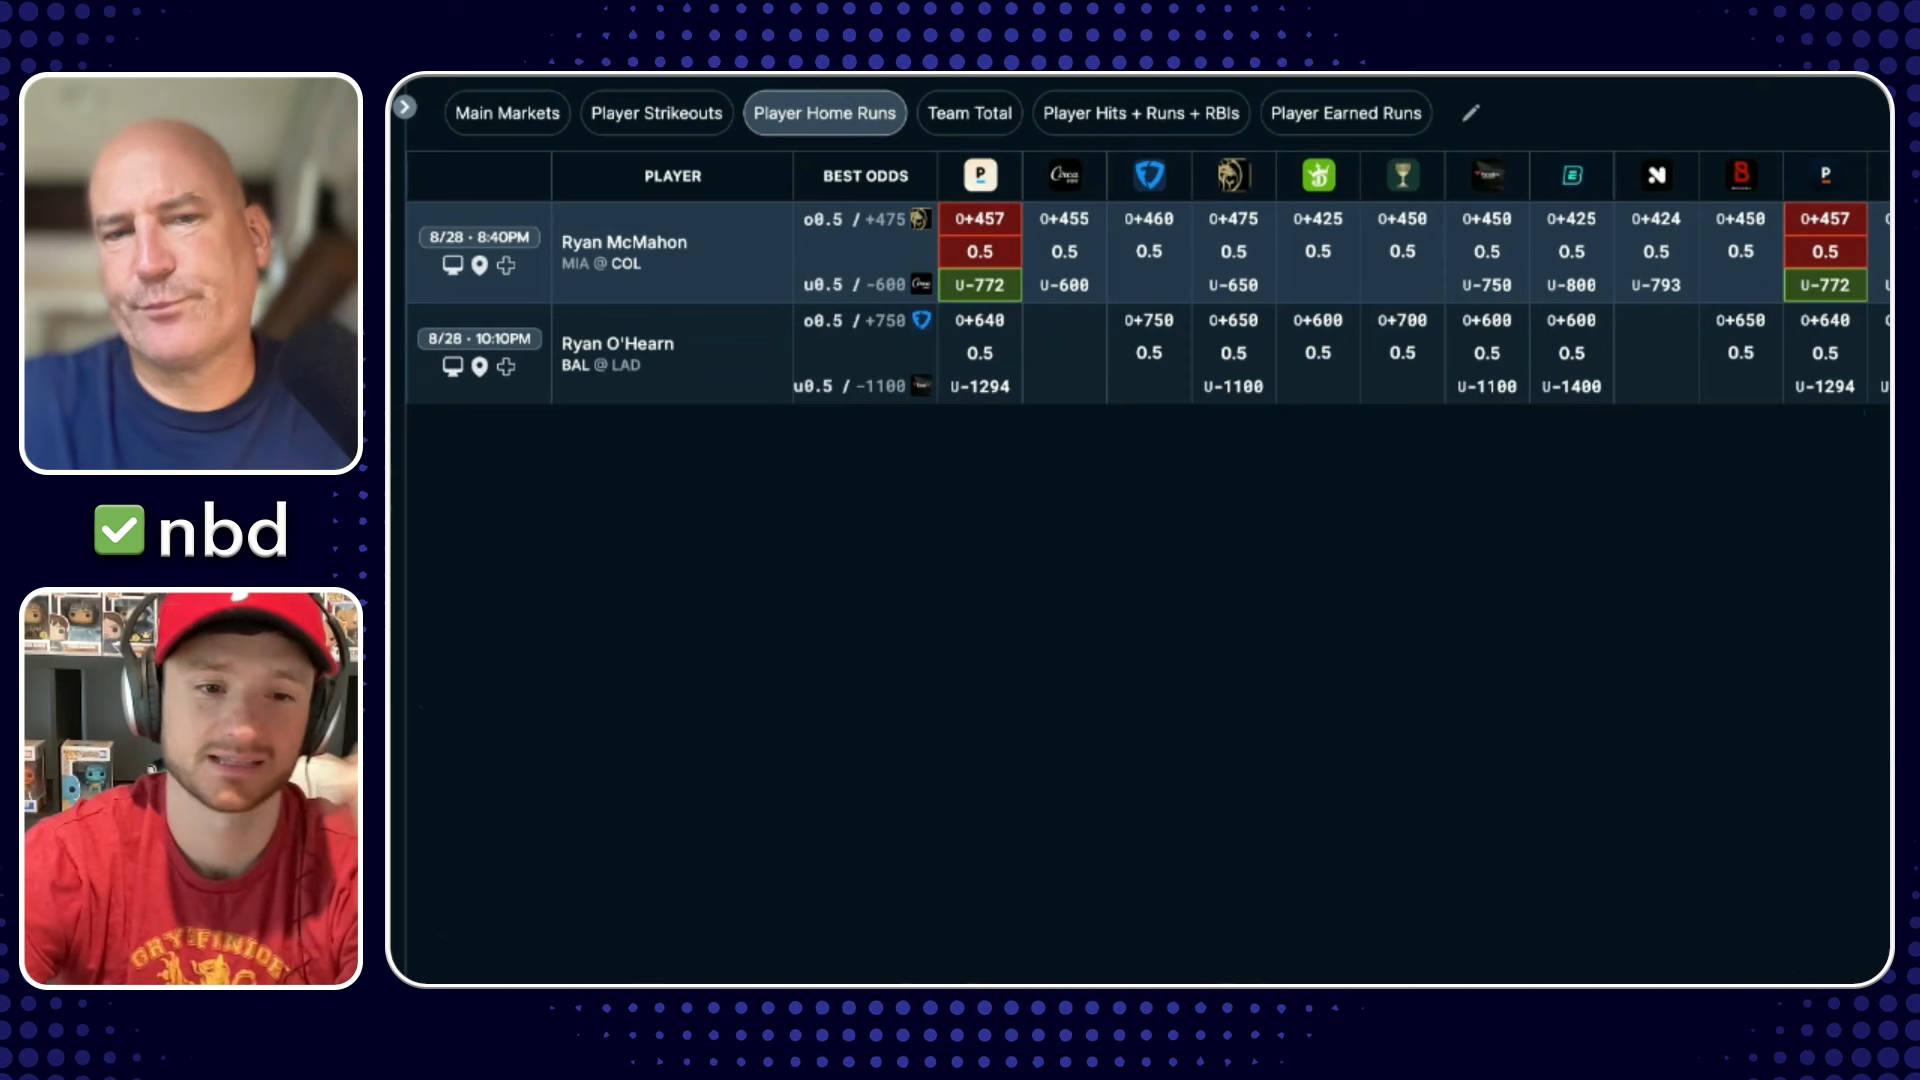 Main Markets Player Strikeouts Player Home Runs Team Total Player Hits + Runs + RBIs Player Earned Runs
PLAYER BEST ODDS P Circa N B P
8/28 • 8:40PM
Ryan McMahon
MIA @ COL
o0.5 / +475 O+457 O+455 O+460 O+475 O+425 O+450 O+450 O+425 O+424 O+450 O+457
0.5 0.5 0.5 0.5 0.5 0.5 0.5 0.5 0.5 0.5 0.5
u0.5 / -600 U-772 U-600 U-650 U-750 U-800 U-793 U-772
8/28 • 10:10PM
Ryan O'Hearn
BAL @ LAD
o0.5 / +750 O+640 O+750 O+650 O+600 O+700 O+600 O+600 O+650 O+640
0.5 0.5 0.5 0.5 0.5 0.5 0.5 0.5 0.5
u0.5 / -1100 U-1294 U-1100 U-1100 U-1400 U-1294 U
nbd